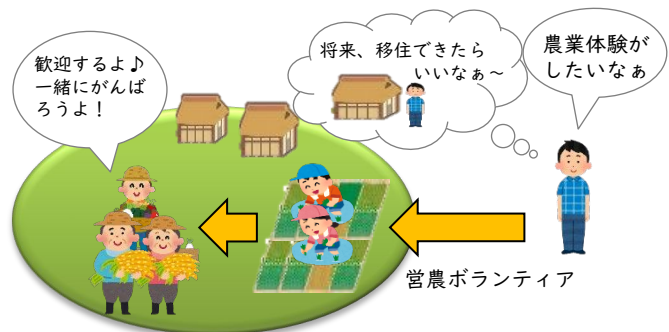 歓迎するよ♪
一緒にがんば
ろうよ！
将来、移住できたら
いいなぁ～
農業体験が
したいなぁ
営農ボランティア